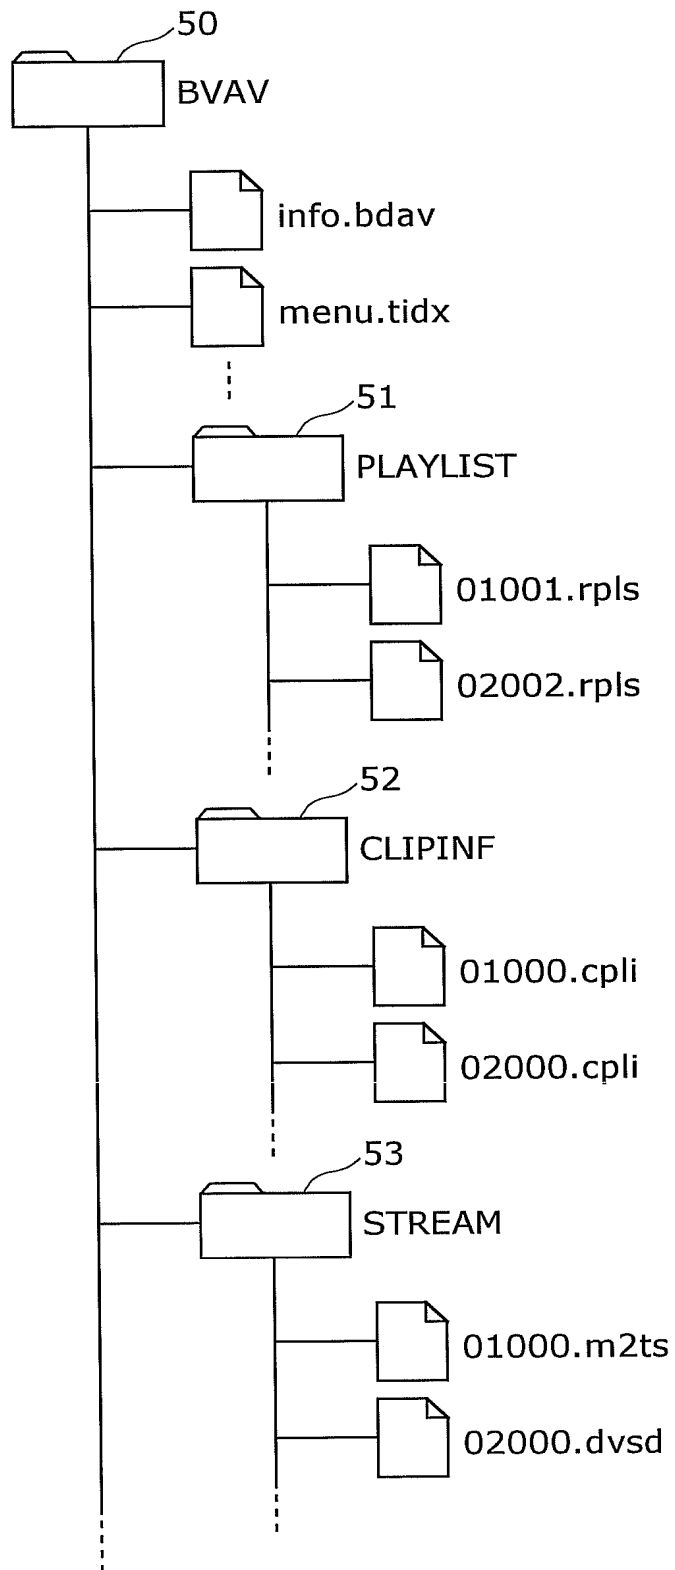 50
BVAV
info.bdav
menu.tidx
51
PLAYLIST
01001.rpls
02002.rpls
52
CLIPINF
01000.cpli
02000.cpli
53
STREAM
01000.m2ts
02000.dvsd